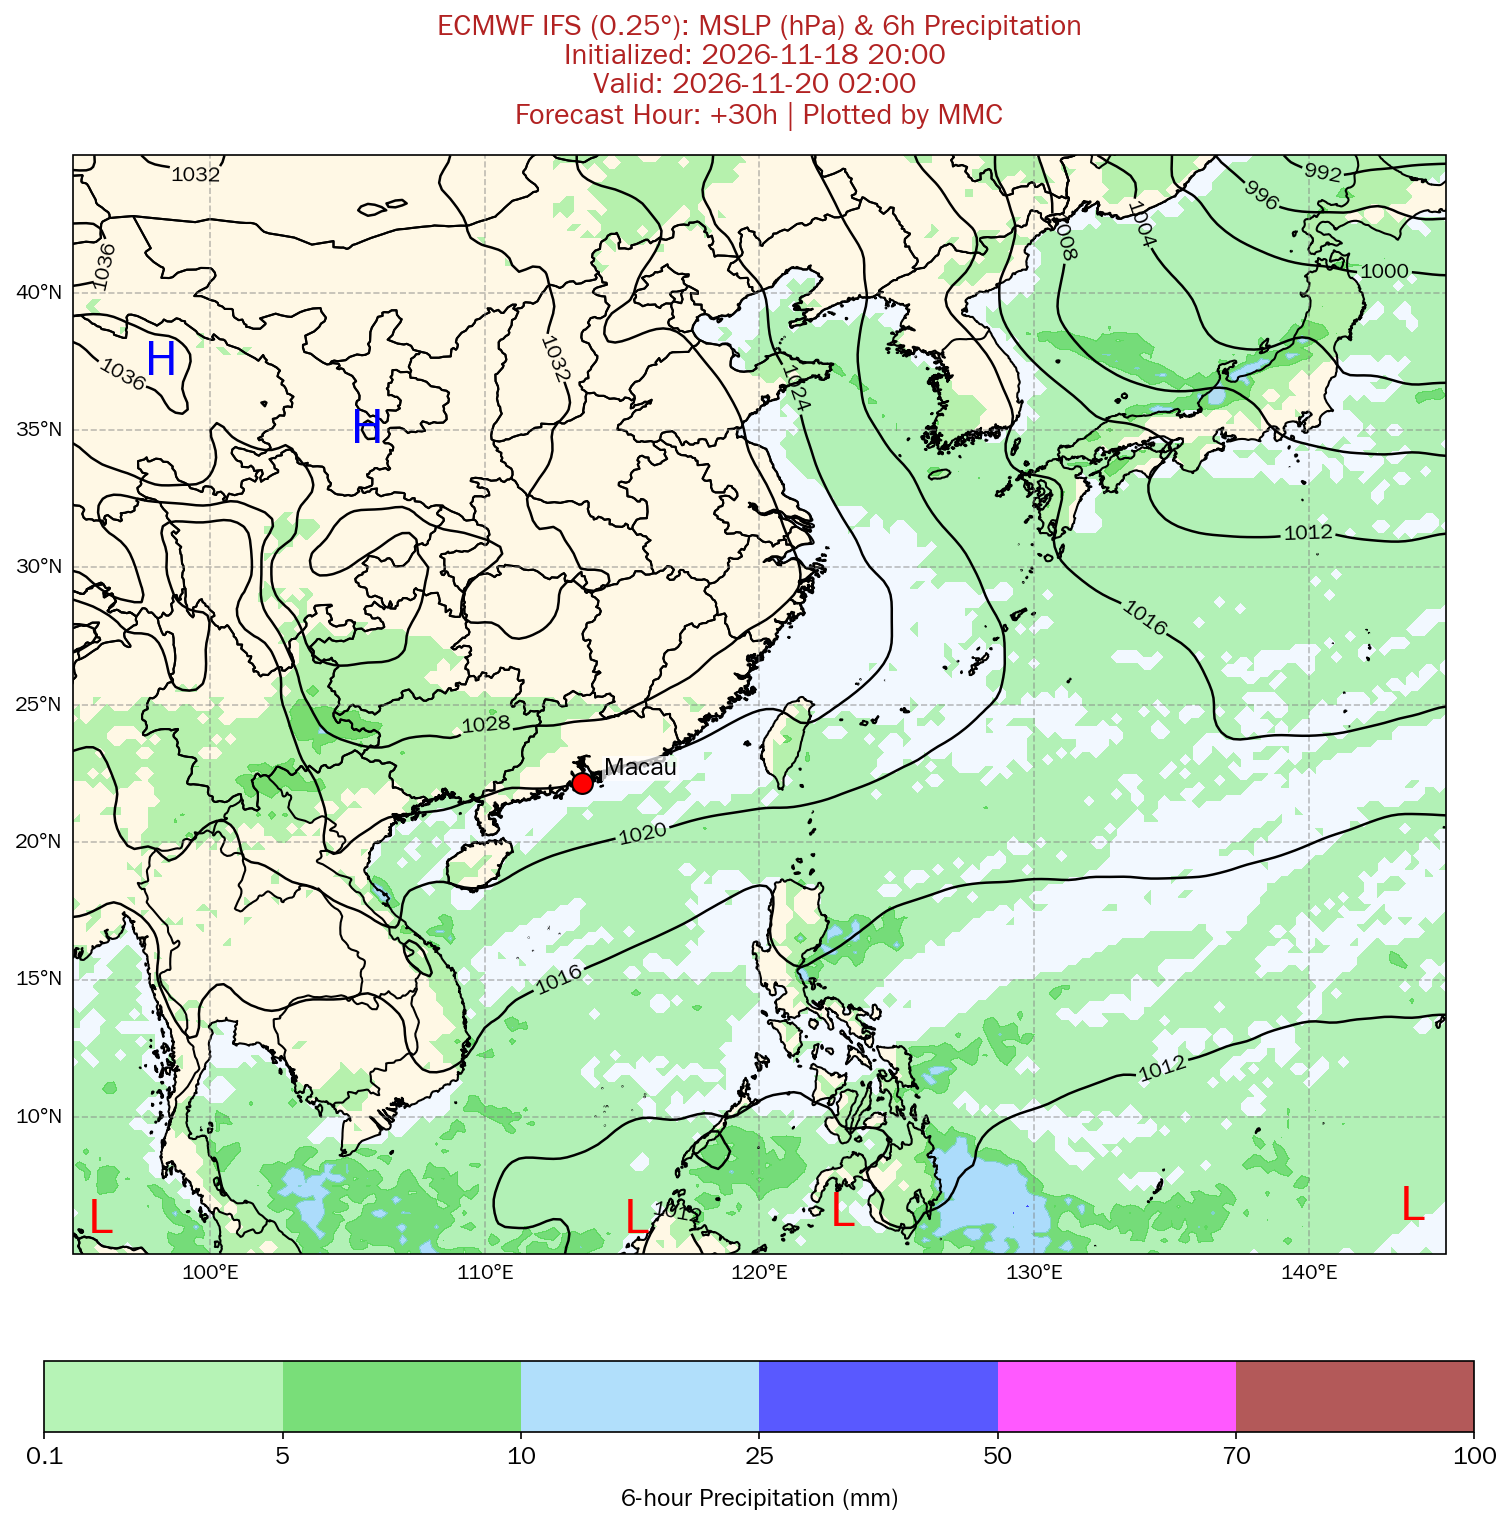 ECMWF IFS (0.25°): MSLP (hPa) & 6h Precipitation
Initialized: 2026-11-18 20:00
Valid: 2026-11-20 02:00
Forecast Hour: +30h | Plotted by MMC
1032
992
996
1004
1008
1036
1000
40°N
H
1036
1032
1024
H
35°N
1012
30°N
1016
25°N
1028
Macau
1020
20°N
1016
15°N
1012
10°N
L
L
1012
L
L
100°E
110°E
120°E
130°E
140°E
0.1
5
10
25
50
70
100
6-hour Precipitation (mm)